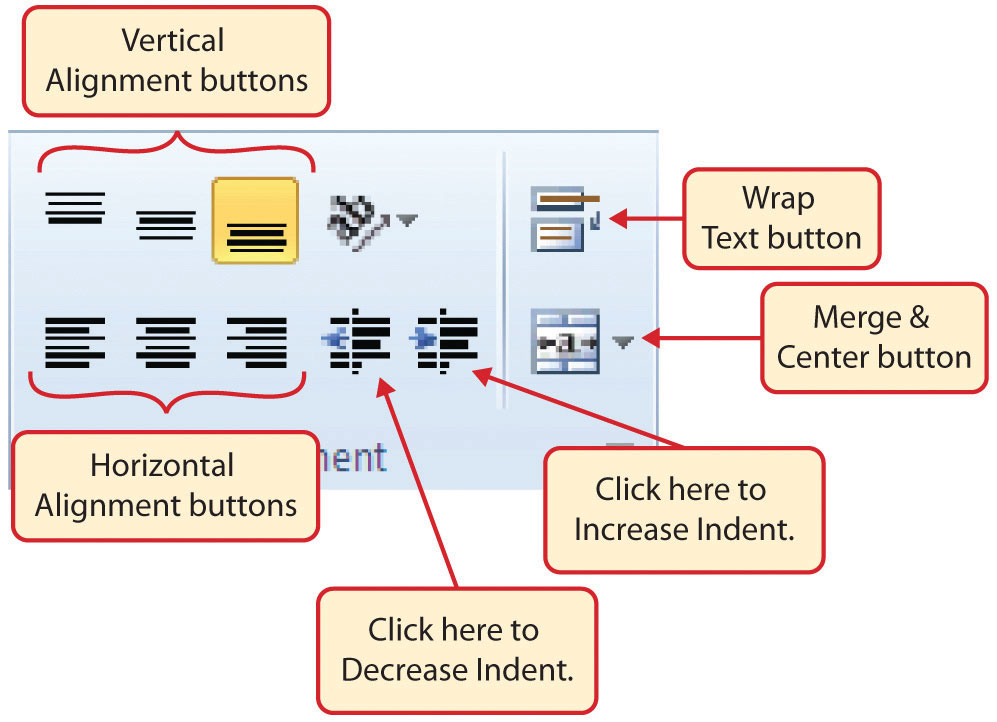 Vertical
Alignment buttons
Wrap
Text button
Merge &
Center button
a
Horizontal
Alignment buttons
Click here to
Increase Indent.
Click here to
Decrease Indent.